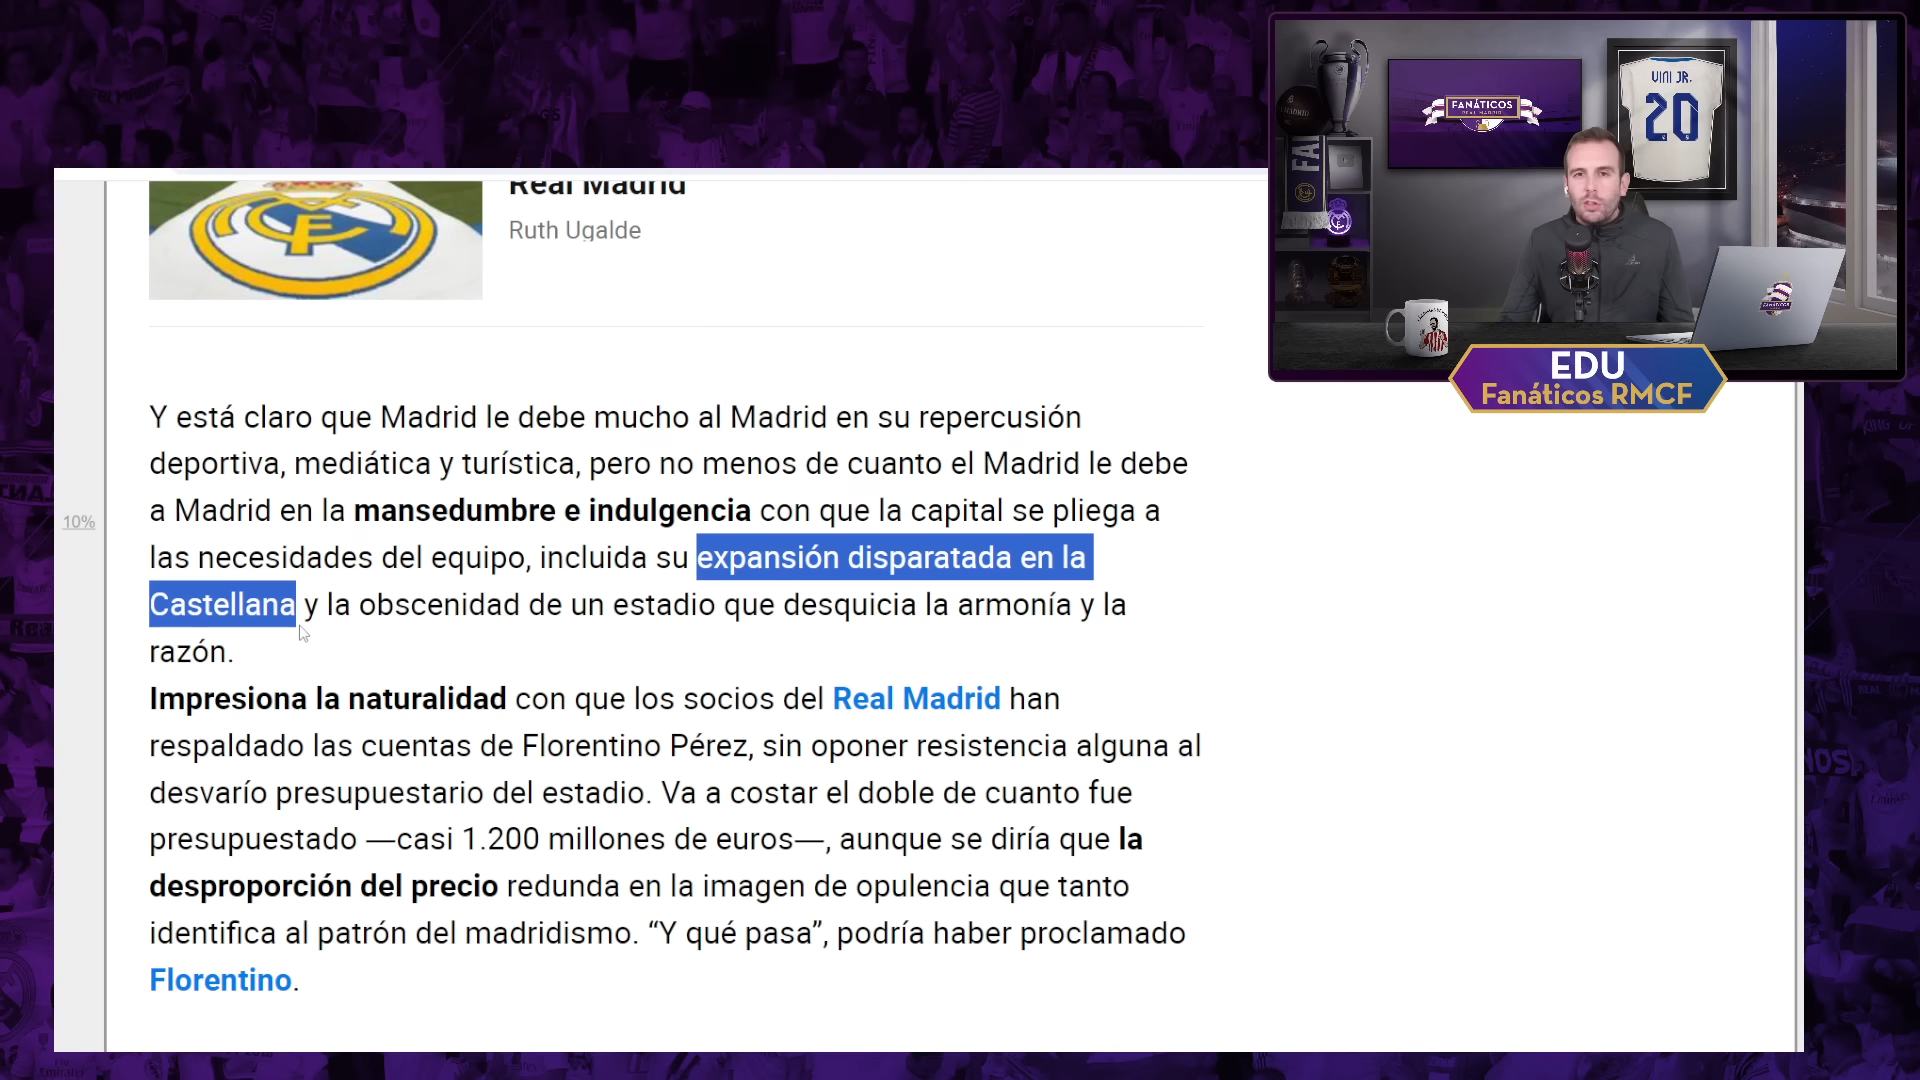 Real Madrid
Ruth Ugalde
10%
Y está claro que Madrid le debe mucho al Madrid en su repercusión
deportiva, mediática y turística, pero no menos de cuanto el Madrid le debe
a Madrid en la mansedumbre e indulgencia con que la capital se pliega a
las necesidades del equipo, incluida su expansión disparatada en la
Castellana y la obscenidad de un estadio que desquicia la armonía y la
razón.
Impresiona la naturalidad con que los socios del Real Madrid han
respaldado las cuentas de Florentino Pérez, sin oponer resistencia alguna al
desvarío presupuestario del estadio. Va a costar el doble de cuanto fue
presupuestado —casi 1.200 millones de euros—, aunque se diría que la
desproporción del precio redunda en la imagen de opulencia que tanto
identifica al patrón del madridismo. “Y qué pasa”, podría haber proclamado
Florentino.
FANÁTICOS
REAL MADRID
VINI JR.
20
FA
EDU
Fanáticos RMCF